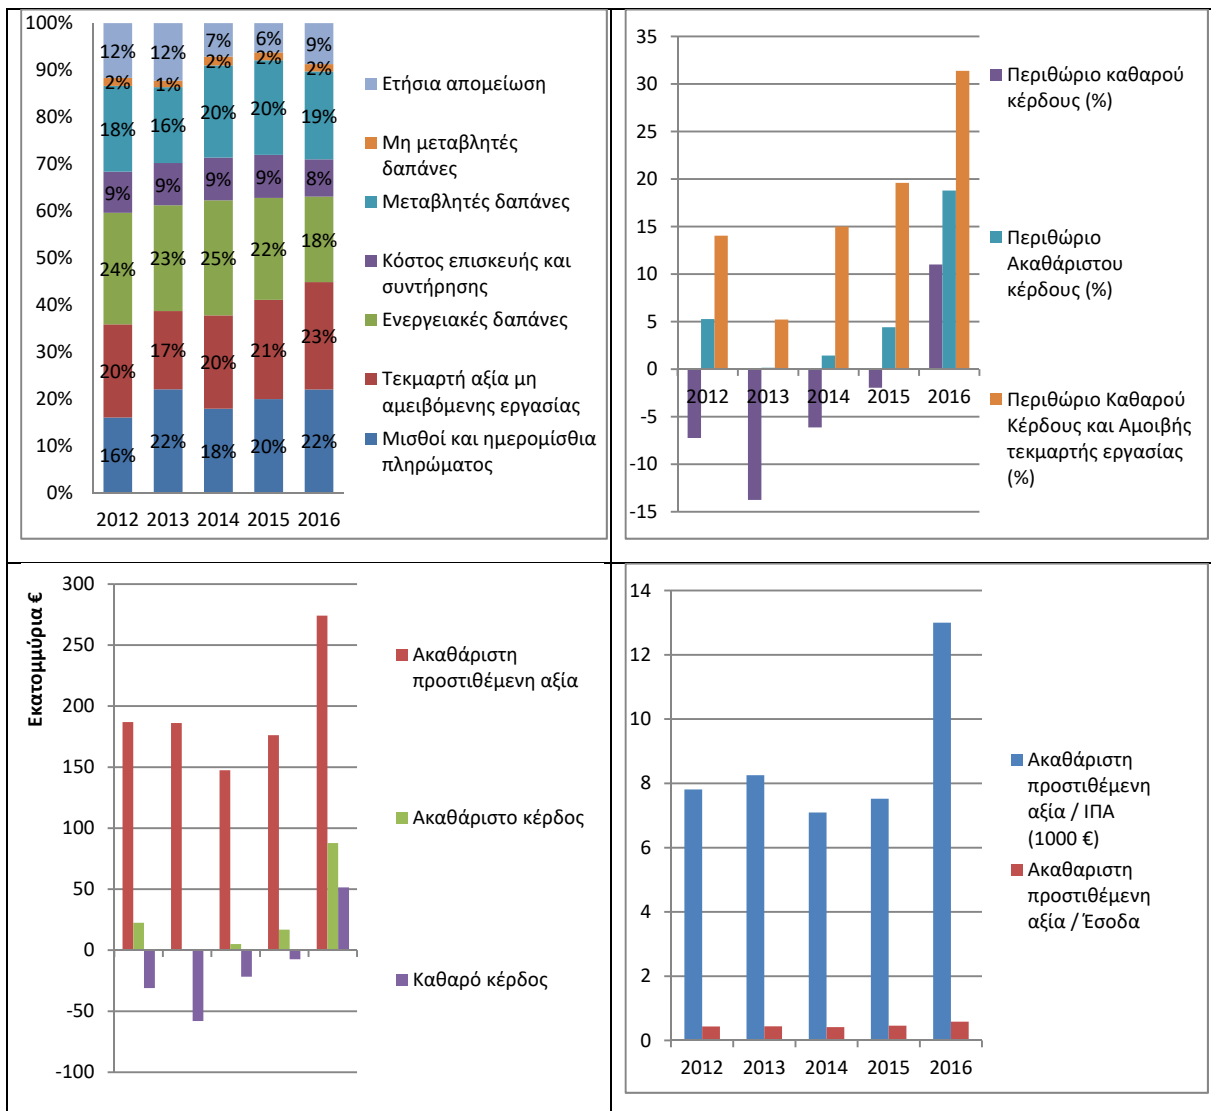 100%
90%
80%
70%
60%
50%
40%
30%
20%
10%
0%
12% 12% 7% 6% 9%
2% 1% 2% 2% 2%
18% 16% 20% 20% 19%
9% 9% 9% 9% 8%
24% 23% 25% 22% 18%
20% 17% 20% 21% 23%
16% 22% 18% 20% 22%
2012 2013 2014 2015 2016
Ετήσια απομείωση
Μη μεταβλητές
δαπάνες
Μεταβλητές δαπάνες
Κόστος επισκευής και
συντήρησης
Ενεργειακές δαπάνες
Τεκμαρτή αξία μη
αμειβόμενης εργασίας
Μισθοί και ημερομίσθια
πληρώματος
35
30
25
20
15
10
5
0
-5
-10
-15
2012 2013 2014 2015 2016
Περιθώριο καθαρού
κέρδους (%)
Περιθώριο
Ακαθάριστου
κέρδους (%)
Περιθώριο Καθαρού
Κέρδους και Αμοιβής
τεκμαρτής εργασίας
(%)
Εκατομμύρια €
300
250
200
150
100
50
0
-50
-100
Ακαθάριστη
προστιθέμενη αξία
Ακαθάριστο κέρδος
Καθαρό κέρδος
14
12
10
8
6
4
2
0
2012 2013 2014 2015 2016
Ακαθάριστη
προστιθέμενη
αξία / ΙΠΑ
(1000 €)
Ακαθαριστη
προστιθέμενη
αξία / Έσοδα